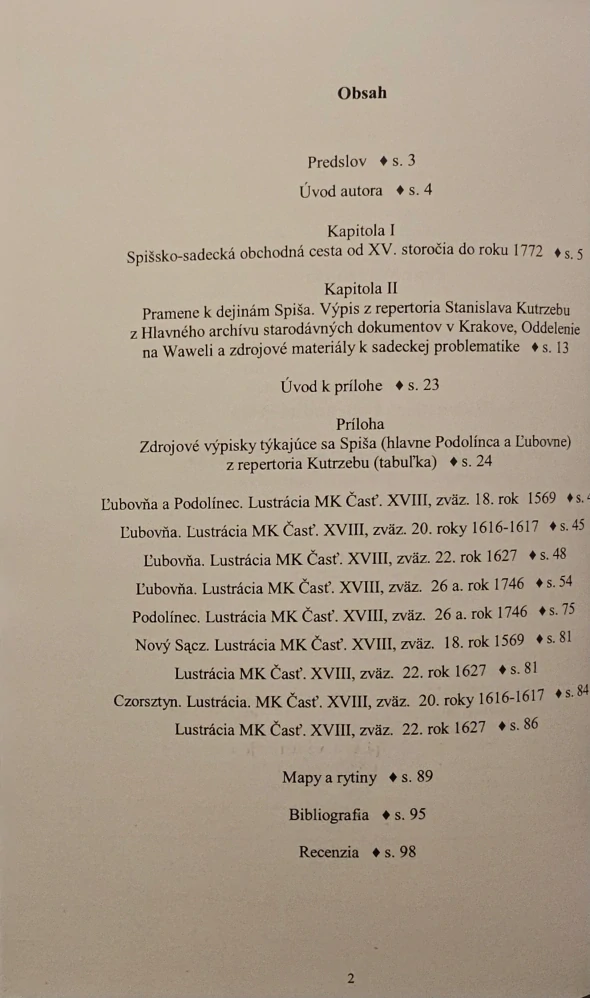 Obsah
Predslov ♦ s. 3
Úvod autora ♦ s. 4
Kapitola I
Spišsko-sadecká obchodná cesta od XV. storočia do roku 1772 ♦ s. 5
Kapitola II
Pramene k dejinám Spiša. Výpis z repertoria Stanislava Kutrzebu
z Hlavného archívu starodávných dokumentov v Krakove, Oddelenie
na Waweli a zdrojové materiály k sadeckej problematike ♦ s. 13
Úvod k prílohe ♦ s. 23
Príloha
Zdrojové výpisky týkajúce sa Spiša (hlavne Podolínca a Ľubovne)
z repertoria Kutrzebu (tabuľka) ♦ s. 24
Ľubovňa a Podolínec. Lustrácia MK Časť. XVIII, zväz. 18. rok 1569 ♦ s.
Ľubovňa. Lustrácia MK Časť. XVIII, zväz. 20. roky 1616-1617 ♦ s. 45
Ľubovňa. Lustrácia MK Časť. XVIII, zväz. 22. rok 1627 ♦ s. 48
Ľubovňa. Lustrácia MK Časť. XVIII, zväz. 26 a. rok 1746 ♦ s. 54
Podolínec. Lustrácia MK Časť. XVIII, zväz. 26 a. rok 1746 ♦ s. 75
Nový Sącz. Lustrácia MK Časť. XVIII, zväz. 18. rok 1569 ♦ s. 81
Lustrácia MK Časť. XVIII, zväz. 22. rok 1627 ♦ s. 81
Czorsztyn. Lustrácia. MK Časť. XVIII, zväz. 20. roky 1616-1617 ♦ s. 84
Lustrácia MK Časť. XVIII, zväz. 22. rok 1627 ♦ s. 86
Mapy a rytiny ♦ s. 89
Bibliografia ♦ s. 95
Recenzia ♦ s. 98
2